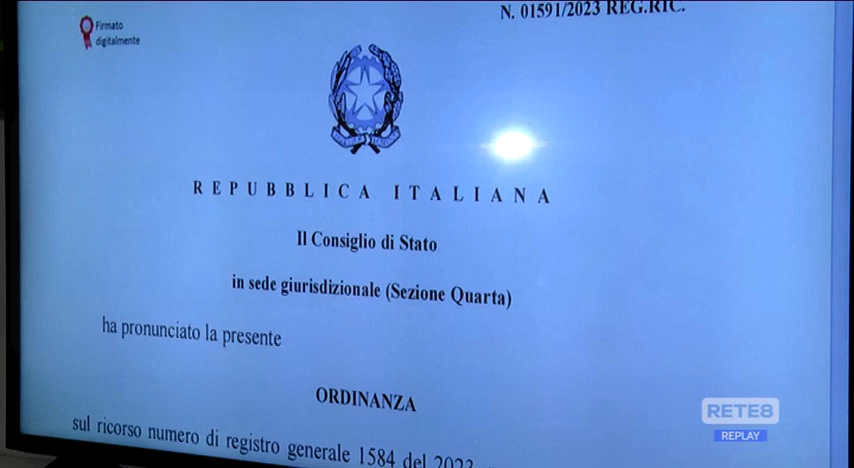 N. 01591/2023 REG.RIC.
Firmato
digitalmente
REPUBBLICA ITALIANA
Il Consiglio di Stato
in sede giurisdizionale (Sezione Quarta)
ha pronunciato la presente
ORDINANZA
sul ricorso numero di registro generale 1584 del 2023
RETE8
REPLAY